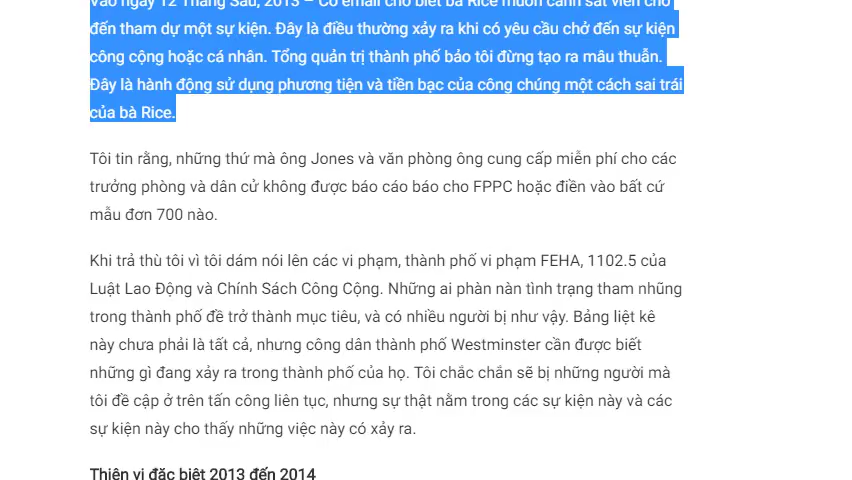 Vào ngày 12 Tháng Sáu, 2013 – Có email cho biết bà Rice muốn cảnh sát viên chở
đến tham dự một sự kiện. Đây là điều thường xảy ra khi có yêu cầu chở đến sự kiện
công cộng hoặc cá nhân. Tổng quản trị thành phố bảo tôi đừng tạo ra mâu thuẫn.
Đây là hành động sử dụng phương tiện và tiền bạc của công chúng một cách sai trái
của bà Rice.
Tôi tin rằng, những thứ mà ông Jones và văn phòng ông cung cấp miễn phí cho các
trưởng phòng và dân cử không được báo cáo báo cho FPPC hoặc điền vào bất cứ
mẫu đơn 700 nào.
Khi trả thù tôi vì tôi dám nói lên các vi phạm, thành phố vi phạm FEHA, 1102.5 của
Luật Lao Động và Chính Sách Công Cộng. Những ai phàn nàn tình trạng tham nhũng
trong thành phố đề trở thành mục tiêu, và có nhiều người bị như vậy. Bảng liệt kê
này chưa phải là tất cả, nhưng công dân thành phố Westminster cần được biết
những gì đang xảy ra trong thành phố của họ. Tôi chắc chắn sẽ bị những người mà
tôi đề cập ở trên tấn công liên tục, nhưng sự thật nằm trong các sự kiện này và các
sự kiện này cho thấy những việc này có xảy ra.
Thiên vị đặc biệt 2013 đến 2014